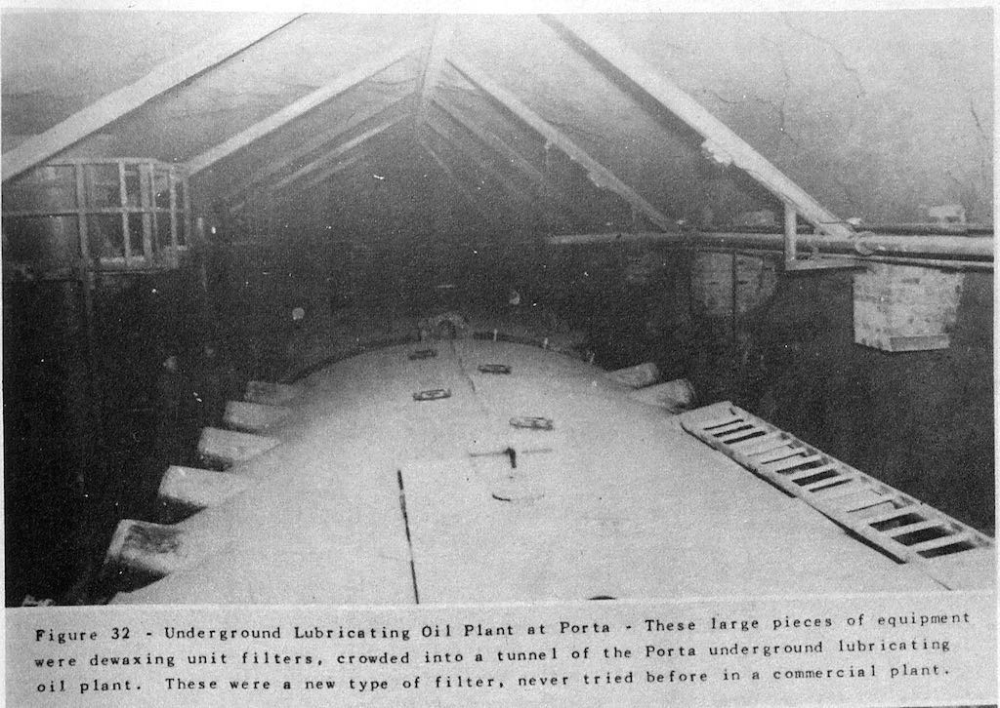 Figure 32 - Underground Lubricating Oil Plant at Porta - These large pieces of equipment
were dewaxing unit filters, crowded into a tunnel of the Porta underground lubricating
oil plant. These were a new type of filter, never tried before in a commercial plant.